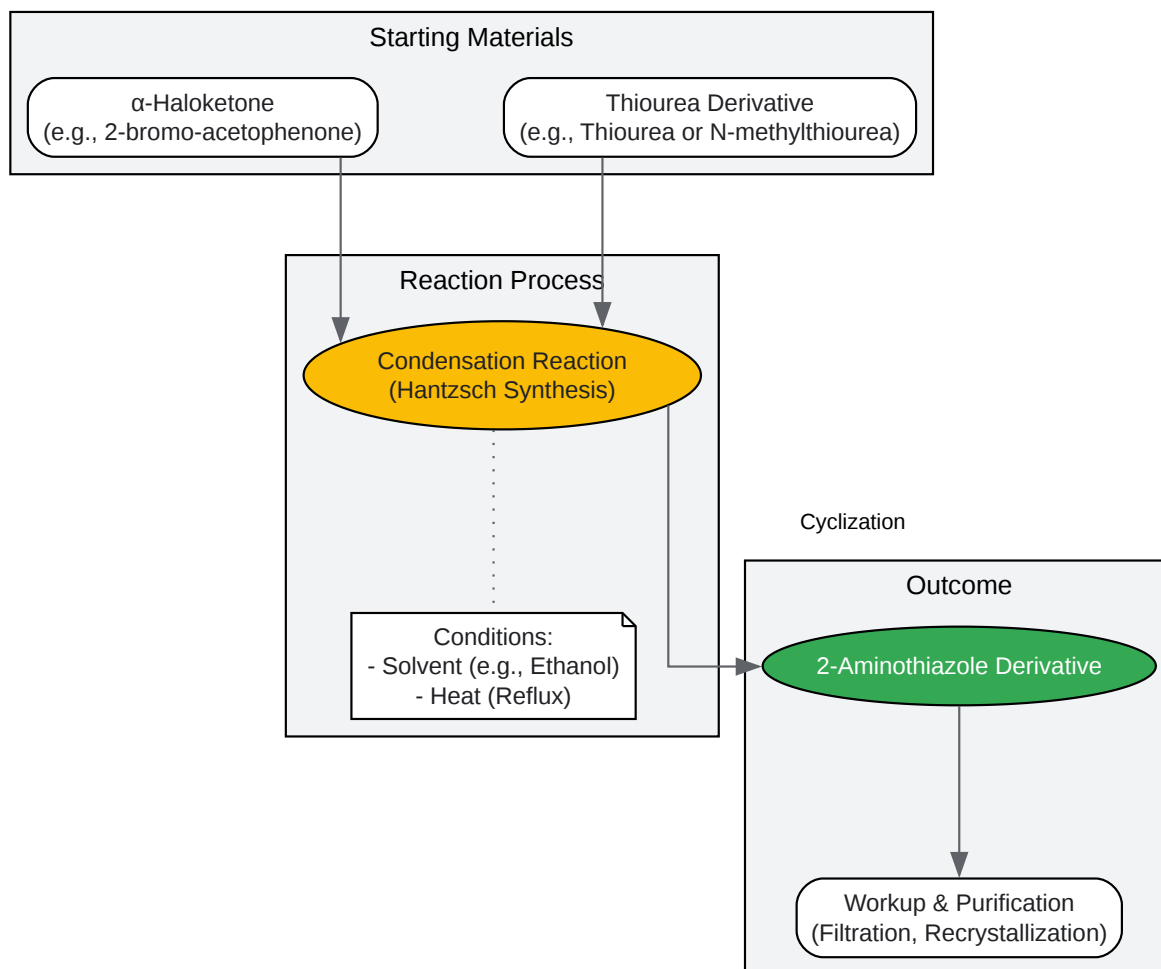 Starting Materials
α-Haloketone
(e.g., 2-bromo-acetophenone)
Thiourea Derivative
(e.g., Thiourea or N-methylthiourea)
Reaction Process
Condensation Reaction
(Hantzsch Synthesis)
Conditions:
- Solvent (e.g., Ethanol)
- Heat (Reflux)
Cyclization
Outcome
2-Aminothiazole Derivative
Workup & Purification
(Filtration, Recrystallization)